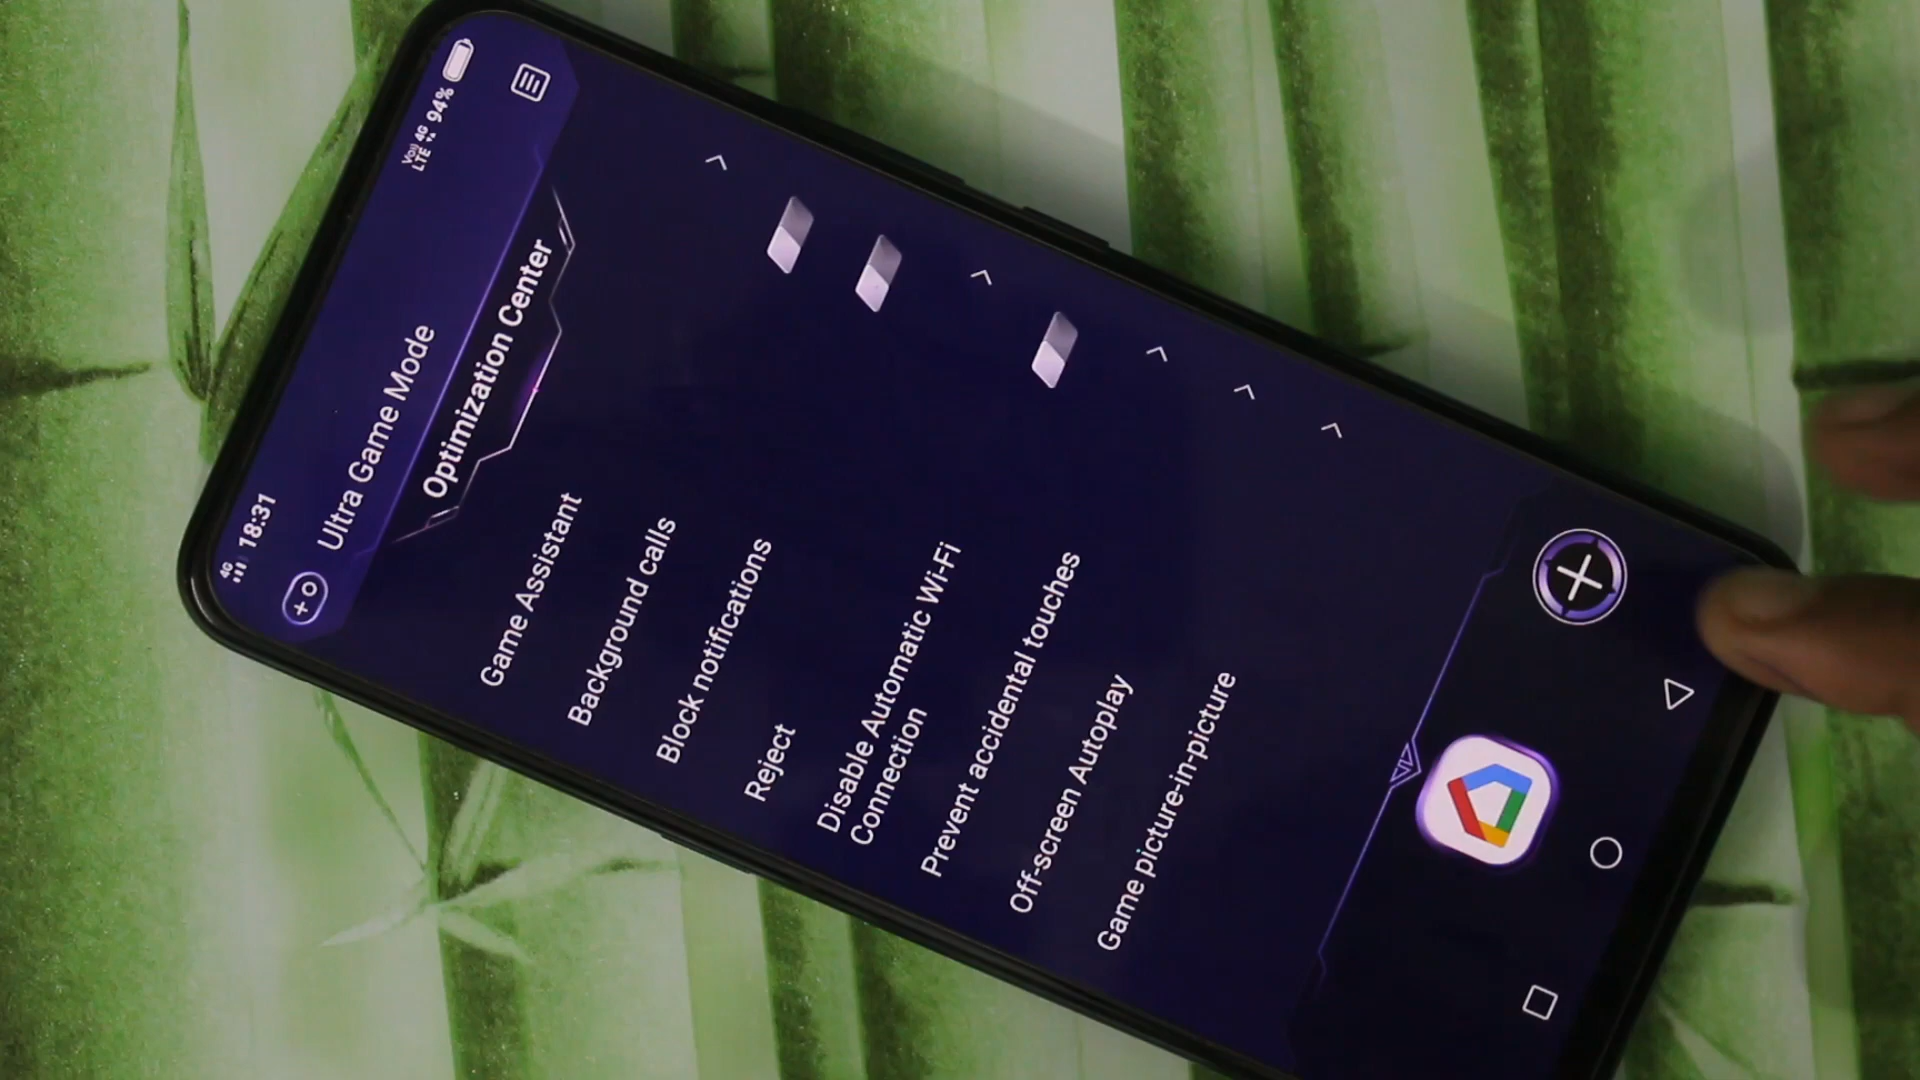 18:31
4G
VoLTE 4G 94%
Ultra Game Mode
Optimization Center
Game Assistant
Background calls
Block notifications
Reject
Disable Automatic Wi-Fi
Connection
Prevent accidental touches
Off-screen Autoplay
Game picture-in-picture